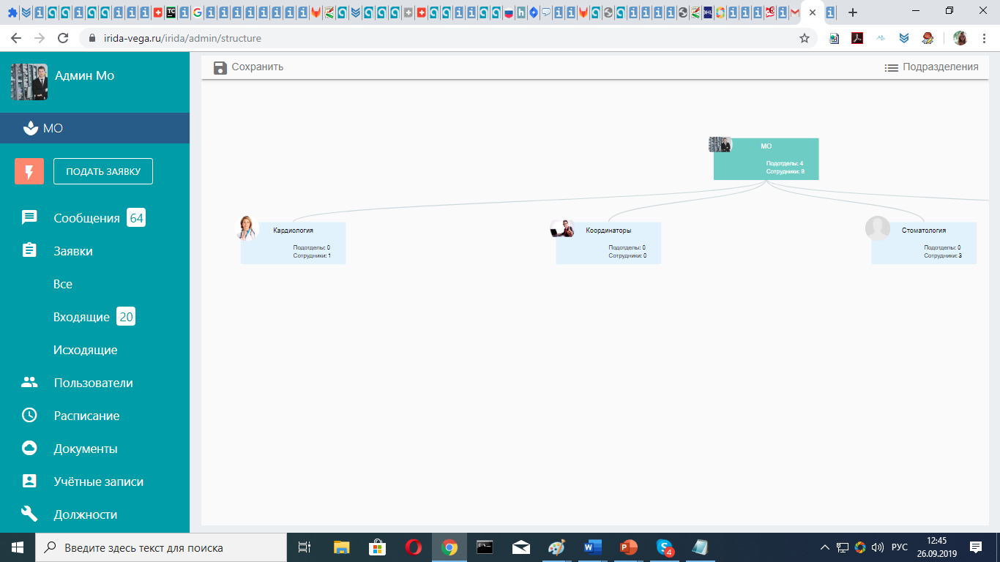 irida-vega.ru/irida/admin/structure
Админ Мо
МО
ПОДАТЬ ЗАЯВКУ
Сообщения 64
Заявки
Все
Входящие 20
Исходящие
Пользователи
Расписание
Документы
Учётные записи
Должности
Сохранить
Подразделения
МО
Подотделы: 4
Сотрудники: 8
Кардиология
Подотделы: 0
Сотрудники: 1
Координаторы
Подотделы: 0
Сотрудники: 0
Стоматология
Подотделы: 0
Сотрудники: 3
Введите здесь текст для поиска
4
РУС
12:45
26.09.2019